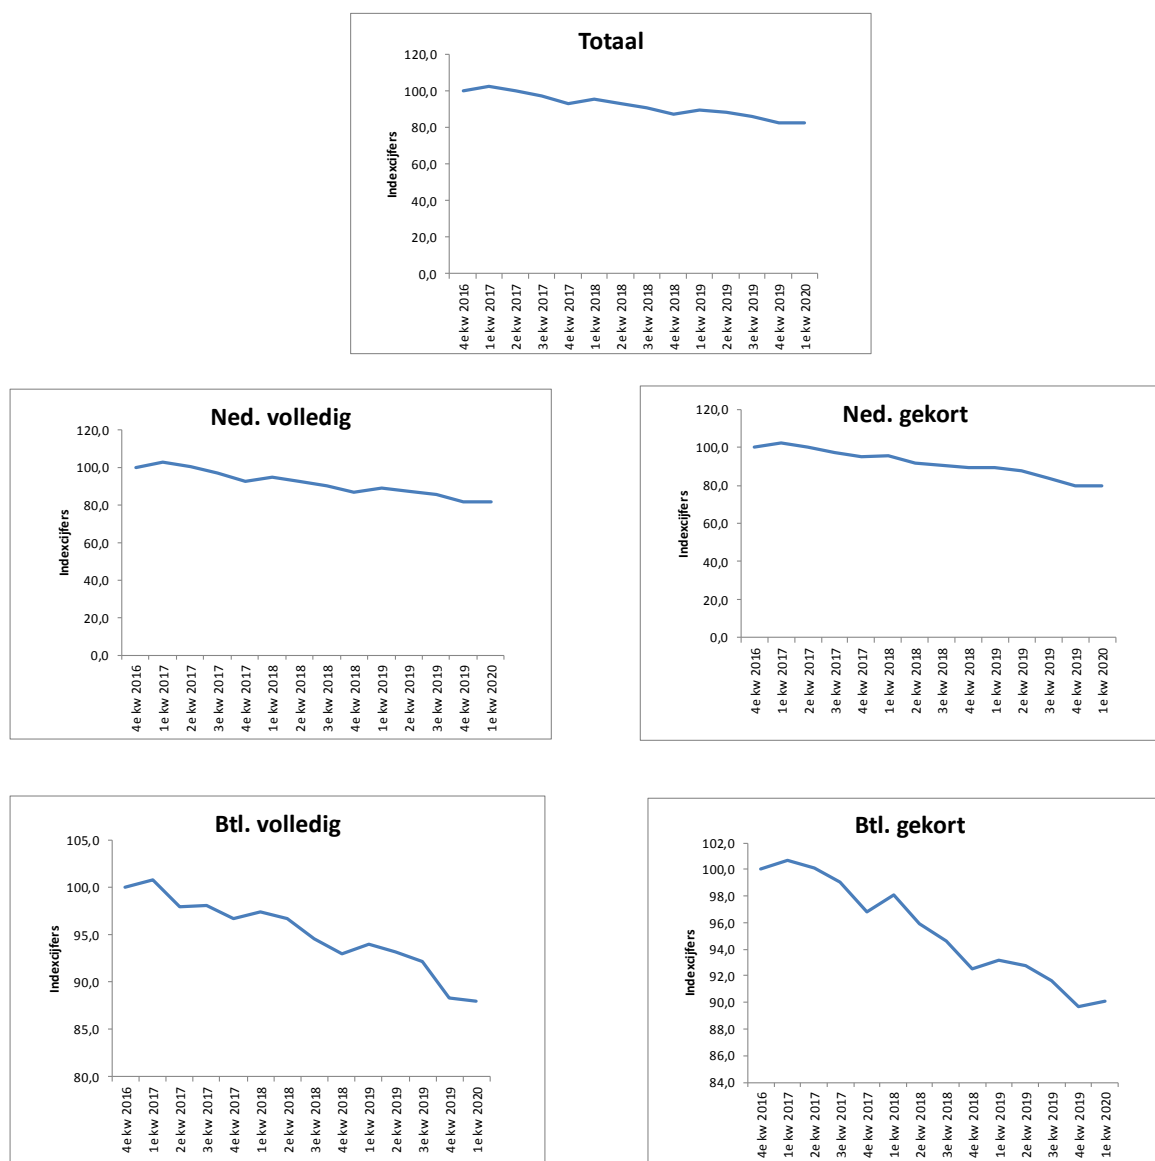 Totaal
120,0
100,0
80,0
60,0
40,0
20,0
0,0
Indexcijfers
4e kw 2016
1e kw 2017
2e kw 2017
3e kw 2017
4e kw 2017
1e kw 2018
2e kw 2018
3e kw 2018
4e kw 2018
1e kw 2019
2e kw 2019
3e kw 2019
4e kw 2019
1e kw 2020
Ned. volledig
120,0
100,0
80,0
60,0
40,0
20,0
0,0
Indexcijfers
4e kw 2016
1e kw 2017
2e kw 2017
3e kw 2017
4e kw 2017
1e kw 2018
2e kw 2018
3e kw 2018
4e kw 2018
1e kw 2019
2e kw 2019
3e kw 2019
4e kw 2019
1e kw 2020
Ned. gekort
120,0
100,0
80,0
60,0
40,0
20,0
0,0
Indexcijfers
4e kw 2016
1e kw 2017
2e kw 2017
3e kw 2017
4e kw 2017
1e kw 2018
2e kw 2018
3e kw 2018
4e kw 2018
1e kw 2019
2e kw 2019
3e kw 2019
4e kw 2019
1e kw 2020
Btl. volledig
105,0
100,0
95,0
90,0
85,0
80,0
Indexcijfers
4e kw 2016
1e kw 2017
2e kw 2017
3e kw 2017
4e kw 2017
1e kw 2018
2e kw 2018
3e kw 2018
4e kw 2018
1e kw 2019
2e kw 2019
3e kw 2019
4e kw 2019
1e kw 2020
Btl. gekort
102,0
100,0
98,0
96,0
94,0
92,0
90,0
88,0
86,0
84,0
Indexcijfers
4e kw 2016
1e kw 2017
2e kw 2017
3e kw 2017
4e kw 2017
1e kw 2018
2e kw 2018
3e kw 2018
4e kw 2018
1e kw 2019
2e kw 2019
3e kw 2019
4e kw 2019
1e kw 2020